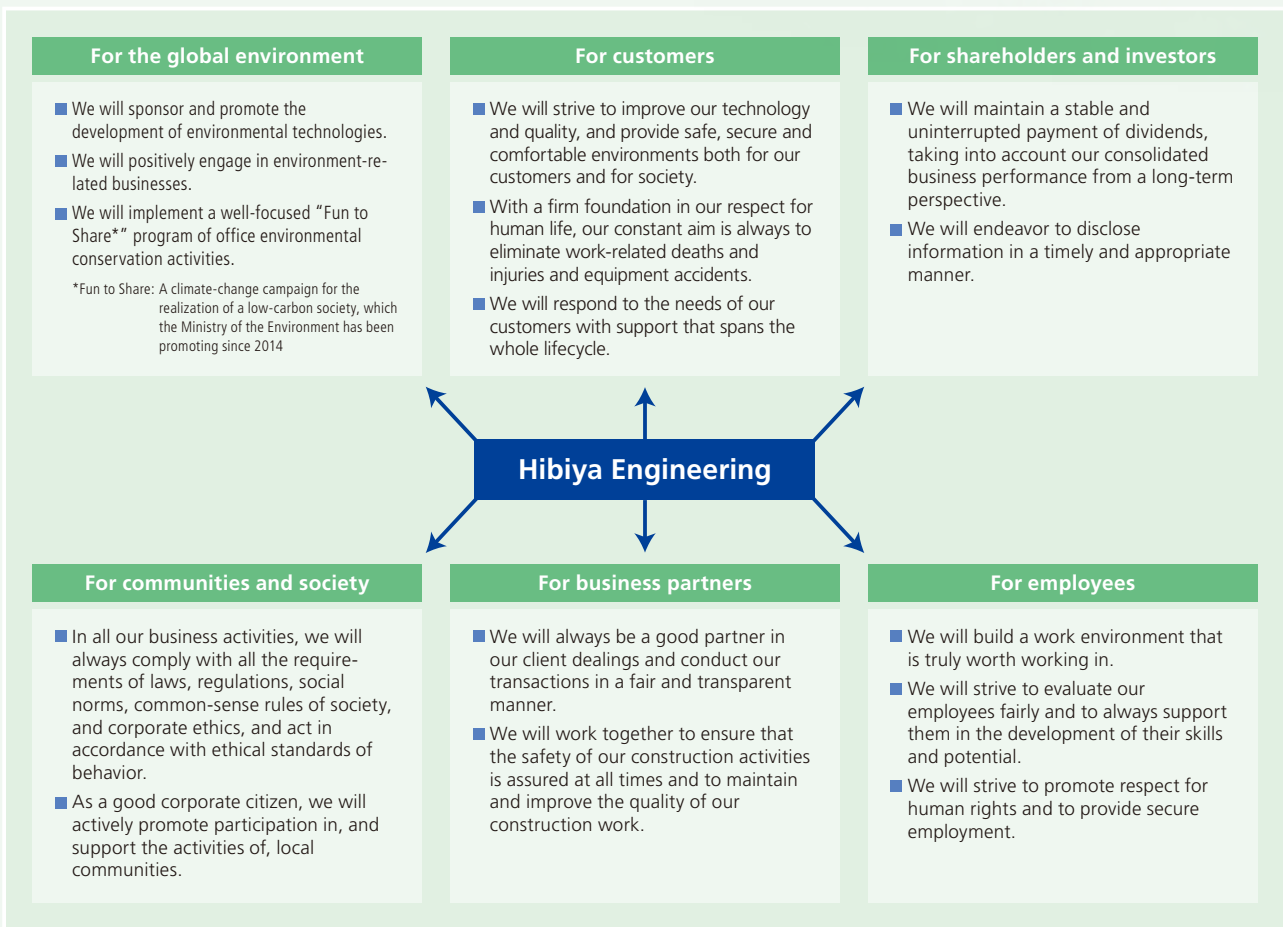 For the global environment
We will sponsor and promote the
development of environmental technologies.
We will positively engage in environment-re-
lated businesses.
We will implement a well-focused “Fun to
Share*” program of office environmental
conservation activities.
*Fun to Share: A climate-change campaign for the
realization of a low-carbon society, which
the Ministry of the Environment has been
promoting since 2014
For customers
We will strive to improve our technology
and quality, and provide safe, secure and
comfortable environments both for our
customers and for society.
With a firm foundation in our respect for
human life, our constant aim is always to
eliminate work-related deaths and
injuries and equipment accidents.
We will respond to the needs of our
customers with support that spans the
whole lifecycle.
For shareholders and investors
We will maintain a stable and
uninterrupted payment of dividends,
taking into account our consolidated
business performance from a long-term
perspective.
We will endeavor to disclose
information in a timely and appropriate
manner.
Hibiya Engineering
For communities and society
In all our business activities, we will
always comply with all the require-
ments of laws, regulations, social
norms, common-sense rules of society,
and corporate ethics, and act in
accordance with ethical standards of
behavior.
As a good corporate citizen, we will
actively promote participation in, and
support the activities of, local
communities.
For business partners
We will always be a good partner in
our client dealings and conduct our
transactions in a fair and transparent
manner.
We will work together to ensure that
the safety of our construction activities
is assured at all times and to maintain
and improve the quality of our
construction work.
For employees
We will build a work environment that
is truly worth working in.
We will strive to evaluate our
employees fairly and to always support
them in the development of their skills
and potential.
We will strive to promote respect for
human rights and to provide secure
employment.